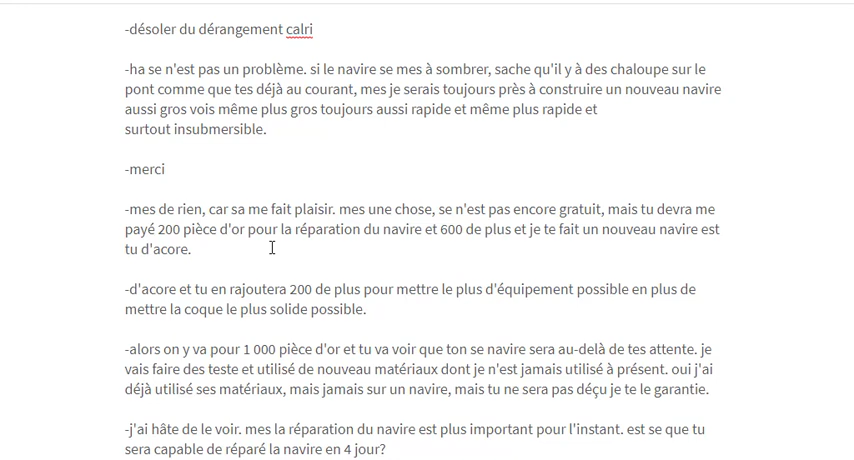 -désoler du dérangement calri
-ha se n'est pas un problème. si le navire se mes à sombrer, sache qu'il y à des chaloupe sur le
pont comme que tes déjà au courant, mes je serais toujours près à construire un nouveau navire
aussi gros vois même plus gros toujours aussi rapide et même plus rapide et
surtout insubmersible.
-merci
-mes de rien, car sa me fait plaisir. mes une chose, se n'est pas encore gratuit, mais tu devra me
payé 200 pièce d'or pour la réparation du navire et 600 de plus et je te fait un nouveau navire est
tu d'acore.
-d'acore et tu en rajoutera 200 de plus pour mettre le plus d'équipement possible en plus de
mettre la coque le plus solide possible.
-alors on y va pour 1 000 pièce d'or et tu va voir que ton se navire sera au-delà de tes attente. je
vais faire des teste et utilisé de nouveau matériaux dont je n'est jamais utilisé à présent. oui j'ai
déjà utilisé ses matériaux, mais jamais sur un navire, mais tu ne sera pas déçu je te le garantie.
-j'ai hâte de le voir. mes la réparation du navire est plus important pour l'instant. est se que tu
sera capable de réparé la navire en 4 jour?